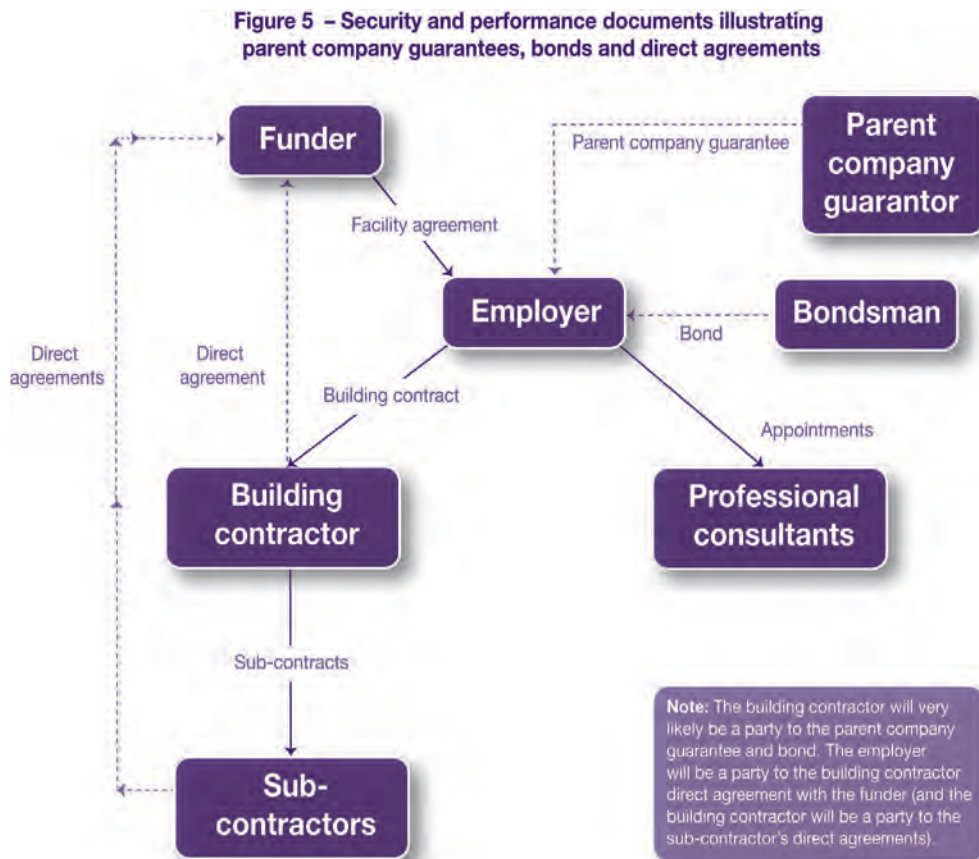 Figure 5 – Security and performance documents illustrating
parent company guarantees, bonds and direct agreements
Funder
Parent company guarantee
Parent
company
guarantor
Facility agreement
Employer
Bond
Bondsman
Direct
agreements
Direct
agreement
Building contract
Appointments
Building
contractor
Professional
consultants
Sub-contracts
Sub-
contractors
Note: The building contractor will very
likely be a party to the parent company
guarantee and bond. The employer
will be a party to the building contractor
direct agreement with the funder (and the
building contractor will be a party to the
sub-contractor's direct agreements).